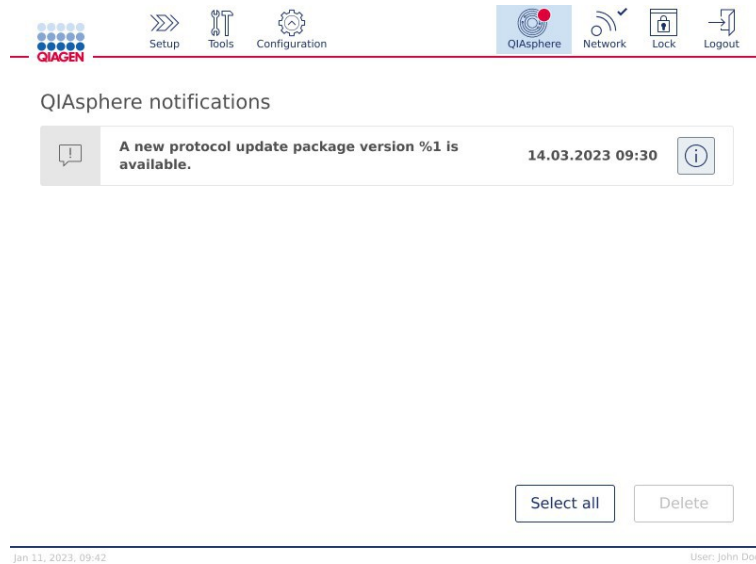 QIAGEN
Setup
Tools
Configuration
QIAsphere
Network
Lock
Logout
QIAsphere notifications
A new protocol update package version %1 is
available.
14.03.2023 09:30
Select all
Delete
Jan 11, 2023, 09:42
User: John Doe